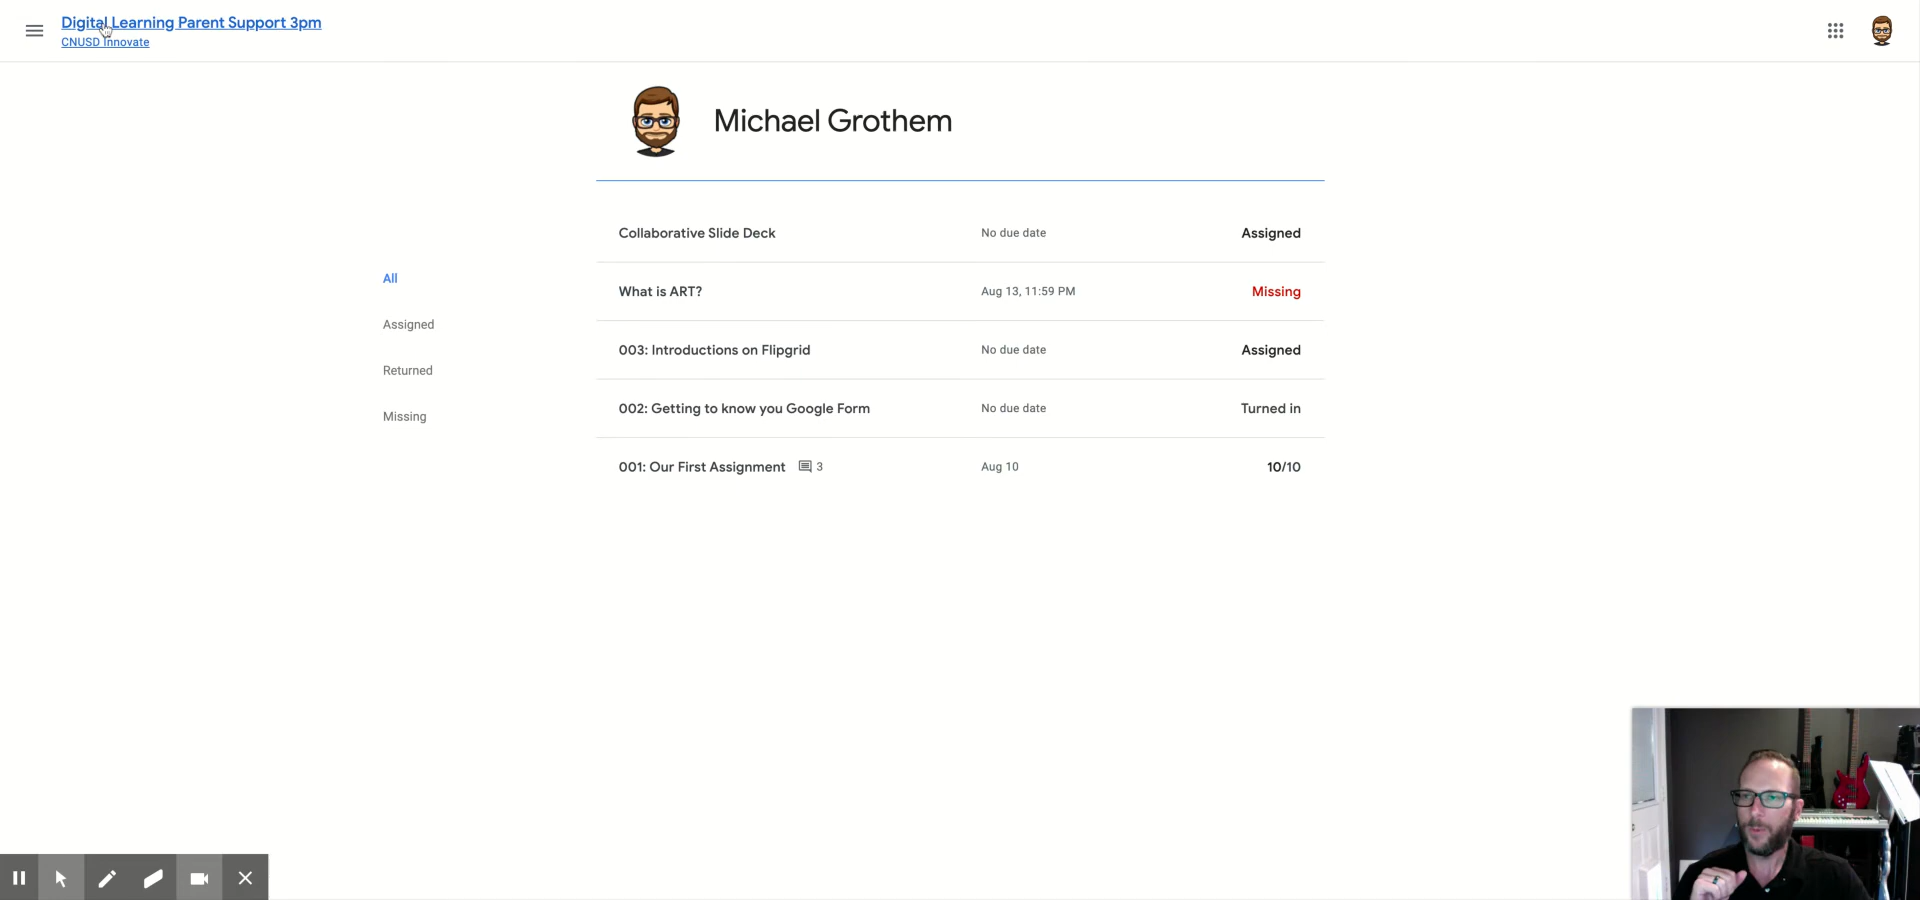 Digital Learning Parent Support 3pm
CNUSD Innovate
Michael Grothem
Collaborative Slide Deck No due date Assigned
All
What is ART? Aug 13, 11:59 PM Missing
Assigned
003: Introductions on Flipgrid No due date Assigned
Returned
002: Getting to know you Google Form No due date Turned in
Missing
001: Our First Assignment 3 Aug 10 10/10